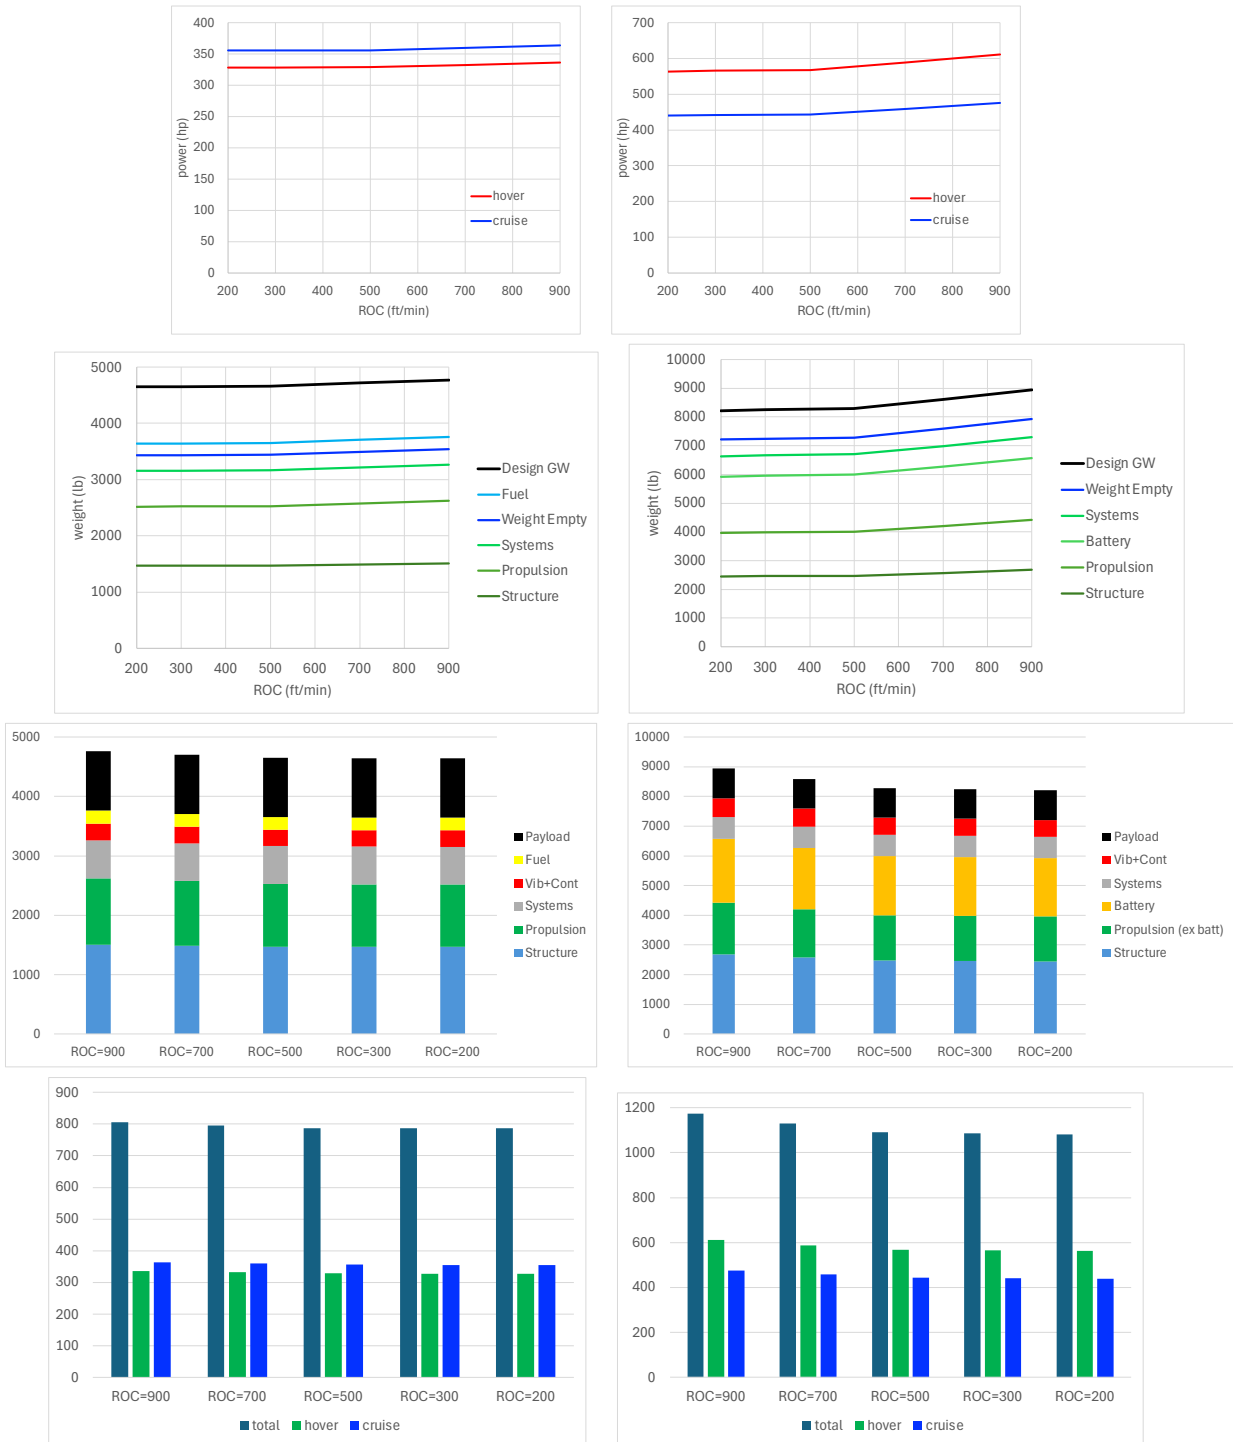 400
350
300
250
200
150
100
50
0
power (hp)
200 300 400 500 600 700 800 900
ROC (ft/min)
hover
cruise
700
600
500
400
300
200
100
0
power (hp)
200 300 400 500 600 700 800 900
ROC (ft/min)
hover
cruise
5000
4000
3000
2000
1000
0
weight (lb)
200 300 400 500 600 700 800 900
ROC (ft/min)
Design GW
Fuel
Weight Empty
Systems
Propulsion
Structure
10000
9000
8000
7000
6000
5000
4000
3000
2000
1000
0
weight (lb)
200 300 400 500 600 700 800 900
ROC (ft/min)
Design GW
Weight Empty
Systems
Battery
Propulsion
Structure
5000
4000
3000
2000
1000
0
ROC=900 ROC=700 ROC=500 ROC=300 ROC=200
Payload
Fuel
Vib+Cont
Systems
Propulsion
Structure
10000
9000
8000
7000
6000
5000
4000
3000
2000
1000
0
ROC=900 ROC=700 ROC=500 ROC=300 ROC=200
Payload
Vib+Cont
Systems
Battery
Propulsion (ex batt)
Structure
900
800
700
600
500
400
300
200
100
0
ROC=900 ROC=700 ROC=500 ROC=300 ROC=200
total hover cruise
1200
1000
800
600
400
200
0
ROC=900 ROC=700 ROC=500 ROC=300 ROC=200
total hover cruise